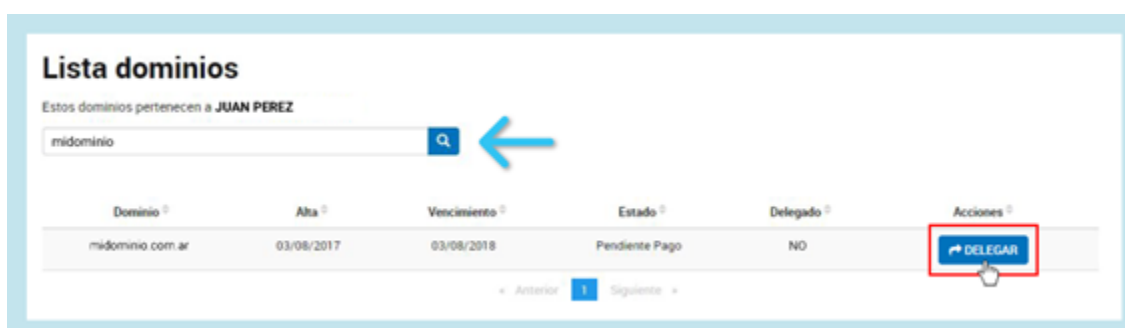 Lista dominios
Estos dominios pertenecen a JUAN PEREZ
midominio
Dominio Alta Vencimiento Estado Delegado Acciones
midominio.com.ar 03/08/2017 03/08/2018 Pendiente Pago NO DELEGAR
« Anterior 1 Siguiente »